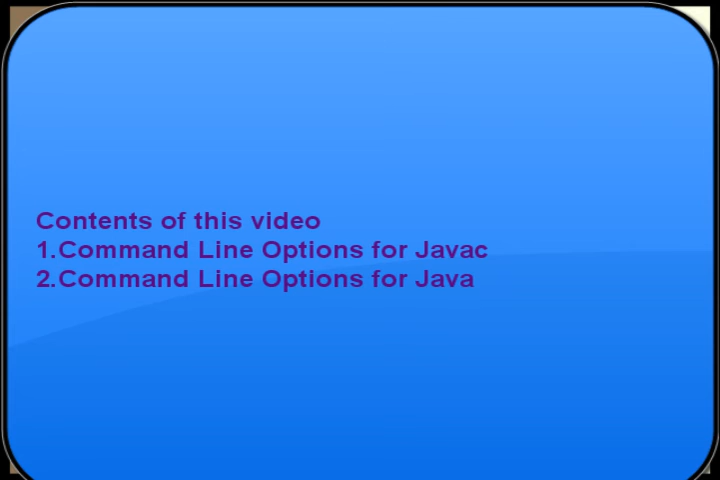 Contents of this video
1.Command Line Options for Javac
2.Command Line Options for Java